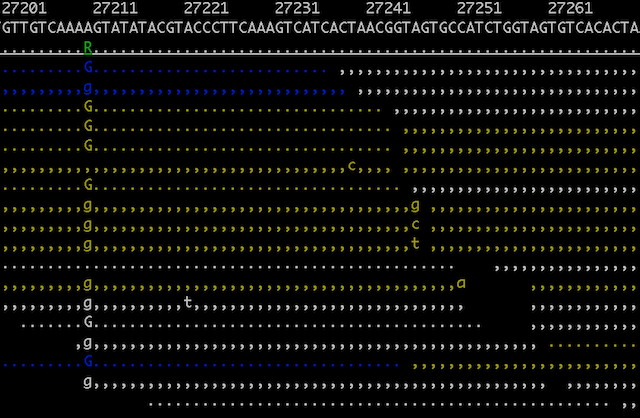 27201     27211     27221     27231     27241     27251     27261
GTTGTCAAAAGTATATACGTACCCTTCAAAGTCATCACTAACGGTAGTGCCATCTGGTAGTGTCACACTA
.........R............................................................
.........G.......................... ,,,,,,,,,,,,,,,,,,,,,,,,,,,,,,,,,
.........g............................ ,,,,,,,,,,,,,,,,,,,,,,,,,,,,,,,
.........G................................ ,,,,,,,,,,,,,,,,,,,,,,,,,,,
.........G................................. ,,,,,,,,,,,,,,,,,,,,,,,,,,
.........G................................. ,,,,,,,,,,,,,,,,,,,,,,,,,,
,,,,,,,,,,,,,,,,,,,,,,,,,,,,,,,,,,,,,,c,,,, ,,,,,,,,,,,,,,,,,,,,,,,,,,
.........G.................................. ,,,,,,,,,,,,,,,,,,,,,,,,,
,,,,,,,,,g,,,,,,,,,,,,,,,,,,,,,,,,,,,,,,,,,,,g ,,,,,,,,,,,,,,,,,,,,,,,
,,,,,,,,,g,,,,,,,,,,,,,,,,,,,,,,,,,,,,,,,,,,,c ,,,,,,,,,,,,,,,,,,,,,,,
,,,,,,,,,g,,,,,,,,,,,,,,,,,,,,,,,,,,,,,,,,,,,t ,,,,,,,,,,,,,,,,,,,,,,,
..................................................    ,,,,,,,,,,,,,,,,
,,,,,,,,,g,,,,,,,,,,,,,,,,,,,,,,,,,,,,,,,,,,,,,,,,a       ,,,,,,,,,,,,
,,,,,,,,,g,,,,,,,,,,t,,,,,,,,,,,,,,,,,,,,,,,,,,,,,,       ,,,,,,,,,,,,
  .......G...........................................     ,,,,,,,,,,,,
        ,g,,,,,,,,,,,,,,,,,,,,,,,,,,,,,,,,,,,,,,,,,,,,,,,,, ..........
.........G.................................. ,,,,,,,,,,,,,,,,,,,,,,,,,
         g,,,,,,,,,,,,,,,,,,,,,,,,,,,,,,,,,,,,,,,,,,,,,,,,,,  ,,,,,,,,
                ................................................... ,,